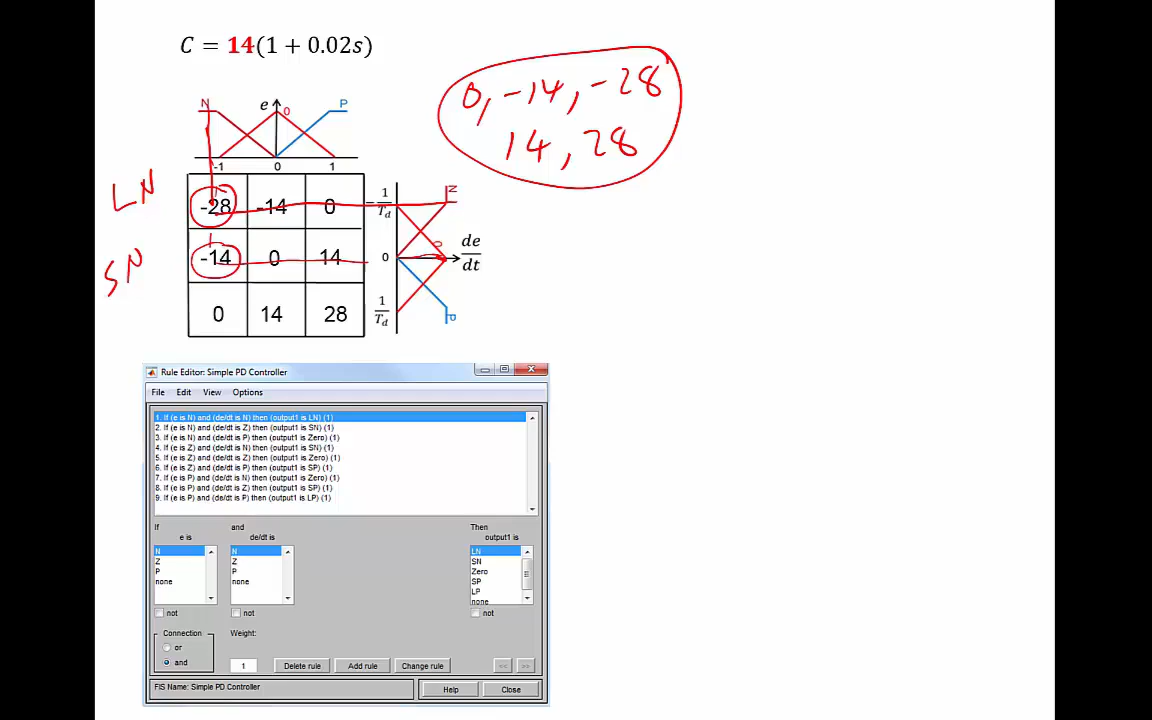 C = 14(1 + 0.02s)
0, -14, -28
14, 28
N e 0 P
-1 0 1
LN
-28 -14 0
-1/Td N
SN
-14 0 14
0 0 de/dt
0 14 28
1/Td P
Rule Editor: Simple PD Controller
File Edit View Options
1. If (e is N) and (de/dt is N) then (output1 is LN) (1)
2. If (e is N) and (de/dt is Z) then (output1 is SN) (1)
3. If (e is N) and (de/dt is P) then (output1 is Zero) (1)
4. If (e is Z) and (de/dt is N) then (output1 is SN) (1)
5. If (e is Z) and (de/dt is Z) then (output1 is Zero) (1)
6. If (e is Z) and (de/dt is P) then (output1 is SP) (1)
7. If (e is P) and (de/dt is N) then (output1 is Zero) (1)
8. If (e is P) and (de/dt is Z) then (output1 is SP) (1)
9. If (e is P) and (de/dt is P) then (output1 is LP) (1)
If and Then
e is de/dt is output1 is
N N LN
Z Z SN
P P Zero
none none SP
LP
none
not not not
Connection Weight:
or
and 1 Delete rule Add rule Change rule << >>
FIS Name: Simple PD Controller Help Close